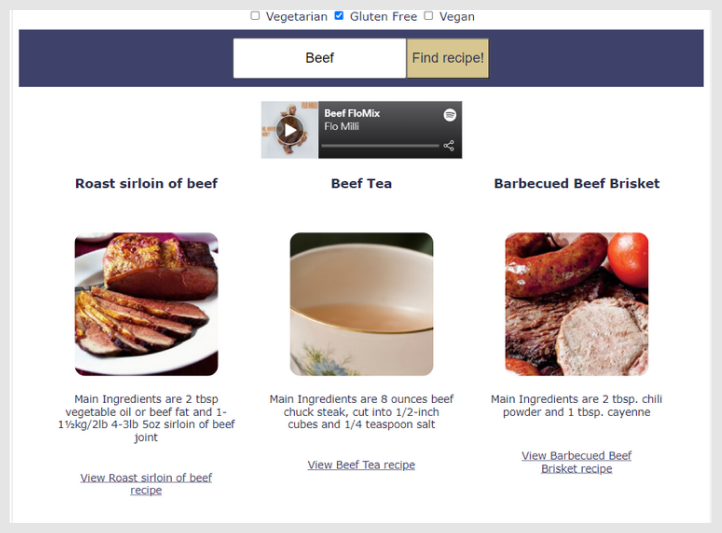 Vegetarian Gluten Free Vegan
Beef Find recipe!
Beef FloMix
Flo Milli
Roast sirloin of beef
Main Ingredients are 2 tbsp
vegetable oil or beef fat and 1-
1½kg/2lb 4-3lb 5oz sirloin of beef
joint
View Roast sirloin of beef
recipe
Beef Tea
Main Ingredients are 8 ounces beef
chuck steak, cut into 1/2-inch
cubes and 1/4 teaspoon salt
View Beef Tea recipe
Barbecued Beef Brisket
Main Ingredients are 2 tbsp. chili
powder and 1 tbsp. cayenne
View Barbecued Beef
Brisket recipe